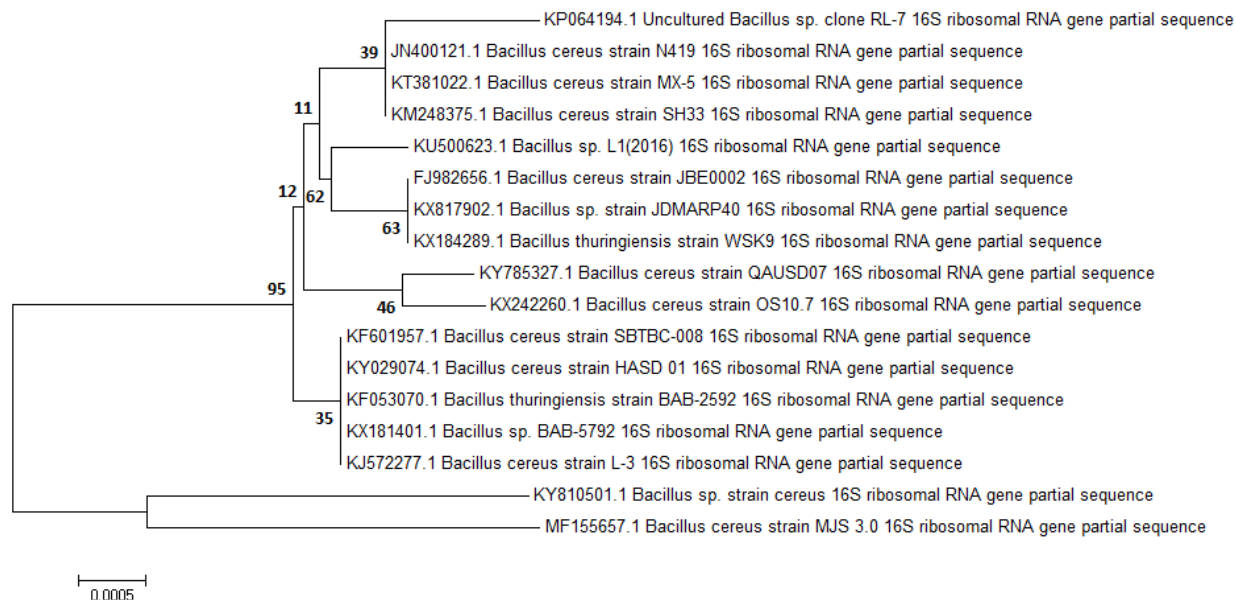 KP064194.1 Uncultured Bacillus sp. clone RL-7 16S ribosomal RNA gene partial sequence
39
JN400121.1 Bacillus cereus strain N419 16S ribosomal RNA gene partial sequence
KT381022.1 Bacillus cereus strain MX-5 16S ribosomal RNA gene partial sequence
11
KM248375.1 Bacillus cereus strain SH33 16S ribosomal RNA gene partial sequence
KU500623.1 Bacillus sp. L1(2016) 16S ribosomal RNA gene partial sequence
FJ982656.1 Bacillus cereus strain JBE0002 16S ribosomal RNA gene partial sequence
12
62
KX817902.1 Bacillus sp. strain JDMARP40 16S ribosomal RNA gene partial sequence
63
KX184289.1 Bacillus thuringiensis strain WSK9 16S ribosomal RNA gene partial sequence
KY785327.1 Bacillus cereus strain QAUSD07 16S ribosomal RNA gene partial sequence
95
46
KX242260.1 Bacillus cereus strain OS10.7 16S ribosomal RNA gene partial sequence
KF601957.1 Bacillus cereus strain SBTBC-008 16S ribosomal RNA gene partial sequence
KY029074.1 Bacillus cereus strain HASD 01 16S ribosomal RNA gene partial sequence
KF053070.1 Bacillus thuringiensis strain BAB-2592 16S ribosomal RNA gene partial sequence
35
KX181401.1 Bacillus sp. BAB-5792 16S ribosomal RNA gene partial sequence
KJ572277.1 Bacillus cereus strain L-3 16S ribosomal RNA gene partial sequence
KY810501.1 Bacillus sp. strain cereus 16S ribosomal RNA gene partial sequence
MF155657.1 Bacillus cereus strain MJS 3.0 16S ribosomal RNA gene partial sequence
0.0005